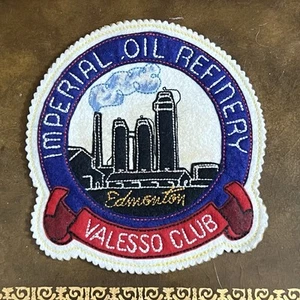 IMPERIAL OIL REFINERY
Edmonton
VALESSO CLUB